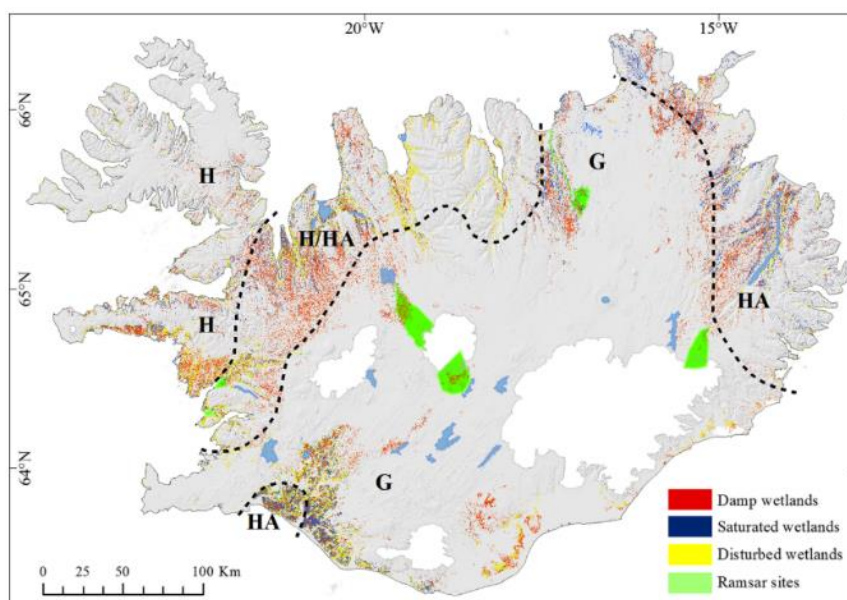 20°W 15°W
66°N
65°N
64°N
H
G
H/HA
H
HA
G
HA
Damp wetlands
Saturated wetlands
Disturbed wetlands
Ramsar sites
0 25 50 100 Km